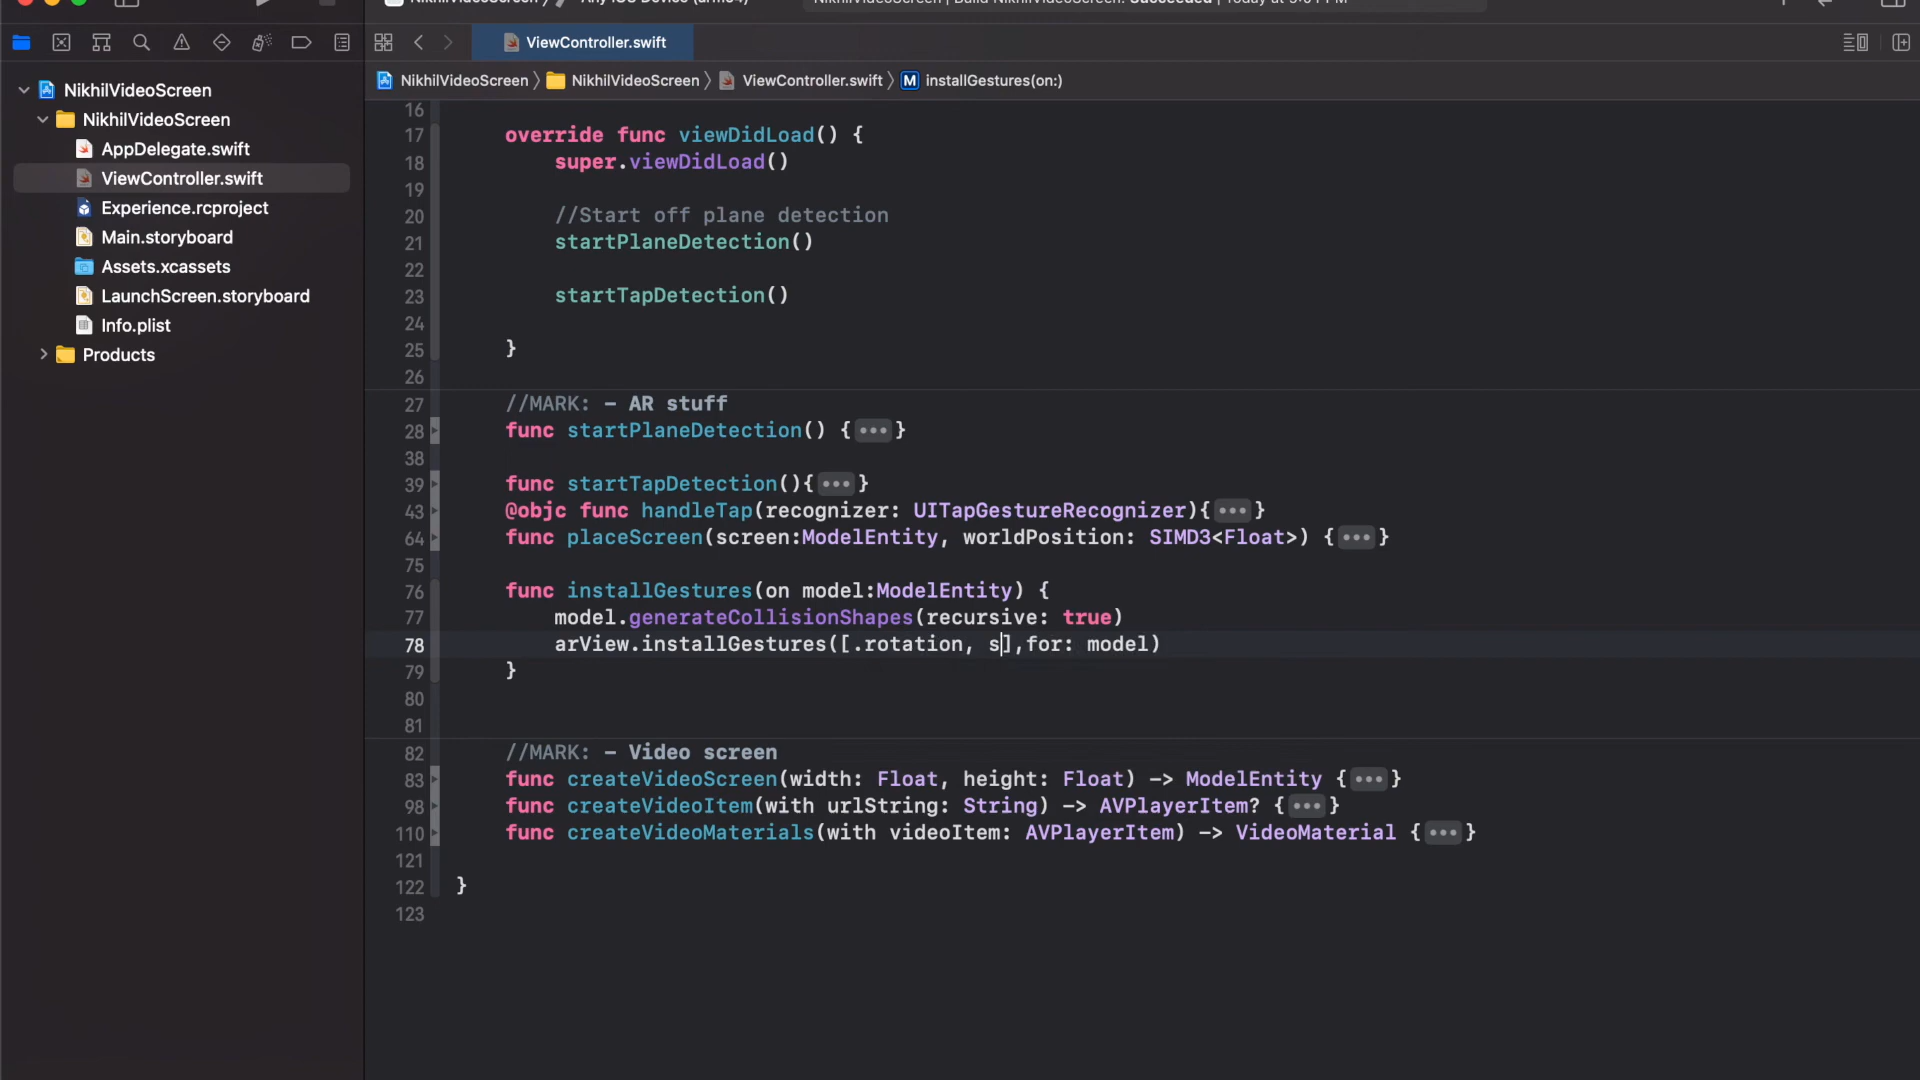 ViewController.swift
NikhilVideoScreen
NikhilVideoScreen
ViewController.swift
M
installGestures(on:)
NikhilVideoScreen
NikhilVideoScreen
AppDelegate.swift
ViewController.swift
Experience.rcproject
Main.storyboard
Assets.xcassets
LaunchScreen.storyboard
Info.plist
Products
16
17 override func viewDidLoad() {
18 super.viewDidLoad()
19
20 //Start off plane detection
21 startPlaneDetection()
22
23 startTapDetection()
24
25 }
26
27 //MARK: - AR stuff
28 func startPlaneDetection() {•••}
38
39 func startTapDetection(){•••}
43 @objc func handleTap(recognizer: UITapGestureRecognizer){•••}
64 func placeScreen(screen:ModelEntity, worldPosition: SIMD3<Float>) {•••}
75
76 func installGestures(on model:ModelEntity) {
77 model.generateCollisionShapes(recursive: true)
78 arView.installGestures([.rotation, s],for: model)
79 }
80
81
82 //MARK: - Video screen
83 func createVideoScreen(width: Float, height: Float) -> ModelEntity {•••}
98 func createVideoItem(with urlString: String) -> AVPlayerItem? {•••}
110 func createVideoMaterials(with videoItem: AVPlayerItem) -> VideoMaterial {•••}
121
122 }
123